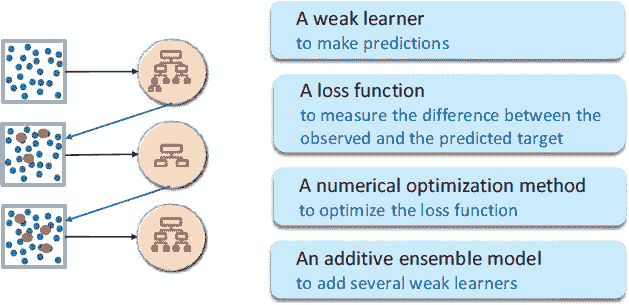 A weak learner
to make predictions
A loss function
to measure the difference between the
observed and the predicted target
A numerical optimization method
to optimize the loss function
An additive ensemble model
to add several weak learners